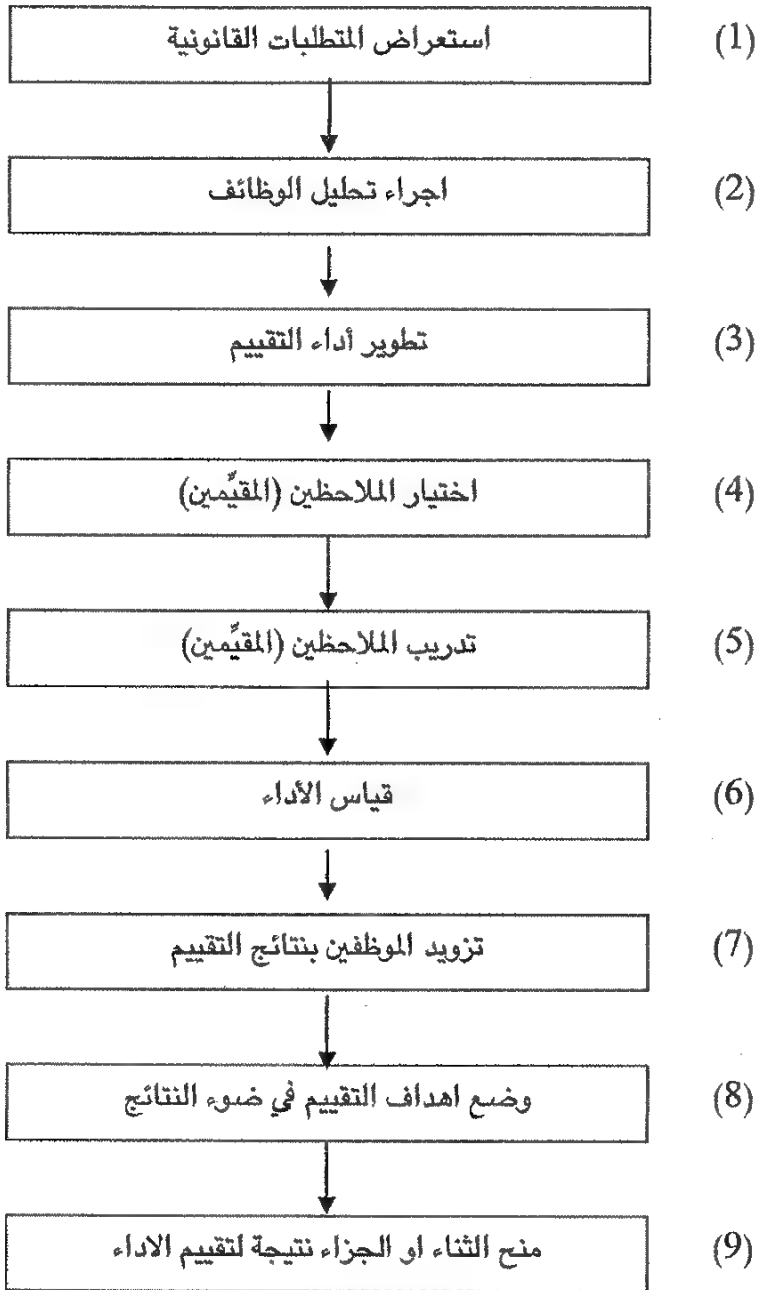 (1) استعراض المتطلبات القانونية
(2) اجراء تحليل الوظائف
(3) تطوير أداء التقييم
(4) اختيار الملاحظين (المقيِّمين)
(5) تدريب الملاحظين (المقيِّمين)
(6) قياس الأداء
(7) تزويد الموظفين بنتائج التقييم
(8) وضع اهداف التقييم في ضوء النتائج
(9) منح الثناء او الجزاء نتيجة لتقييم الاداء